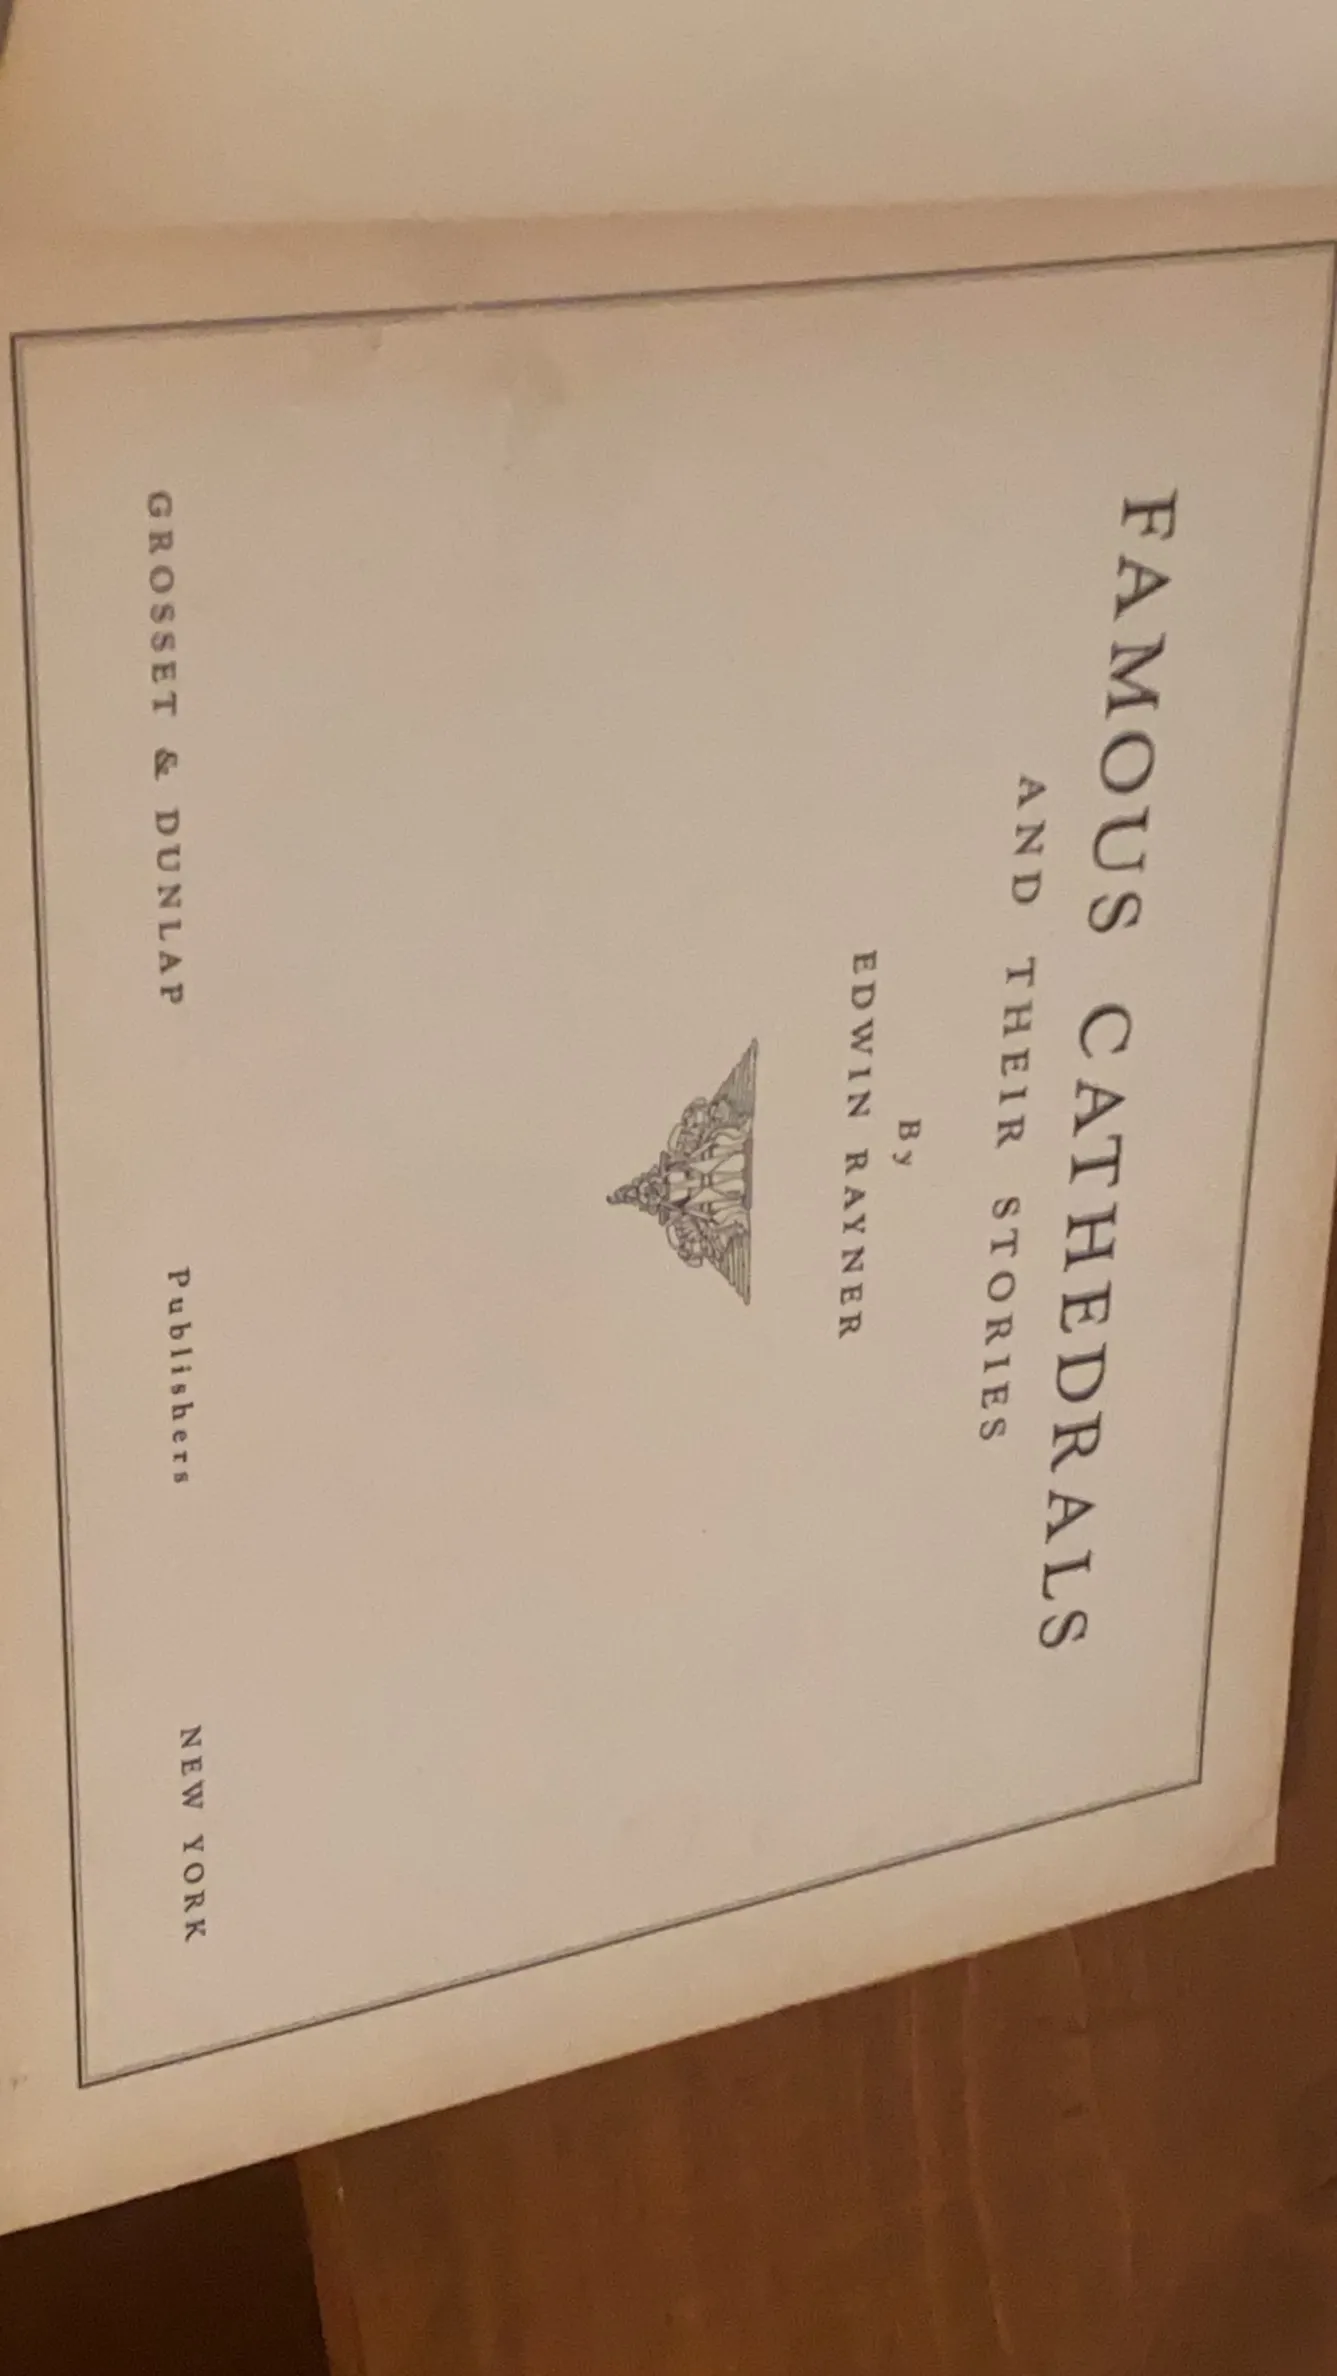 FAMOUS CATHEDRALS
AND THEIR STORIES
By
EDWIN RAYNER
GROSSET & DUNLAP Publishers NEW YORK